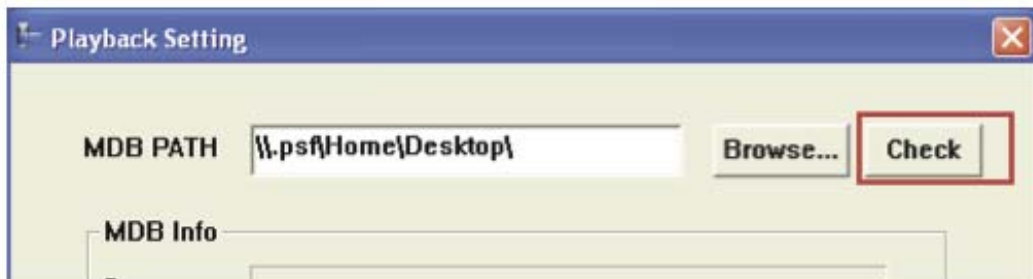 Playback Setting
MDB PATH \\.psf\Home\Desktop\ Browse... Check
MDB Info